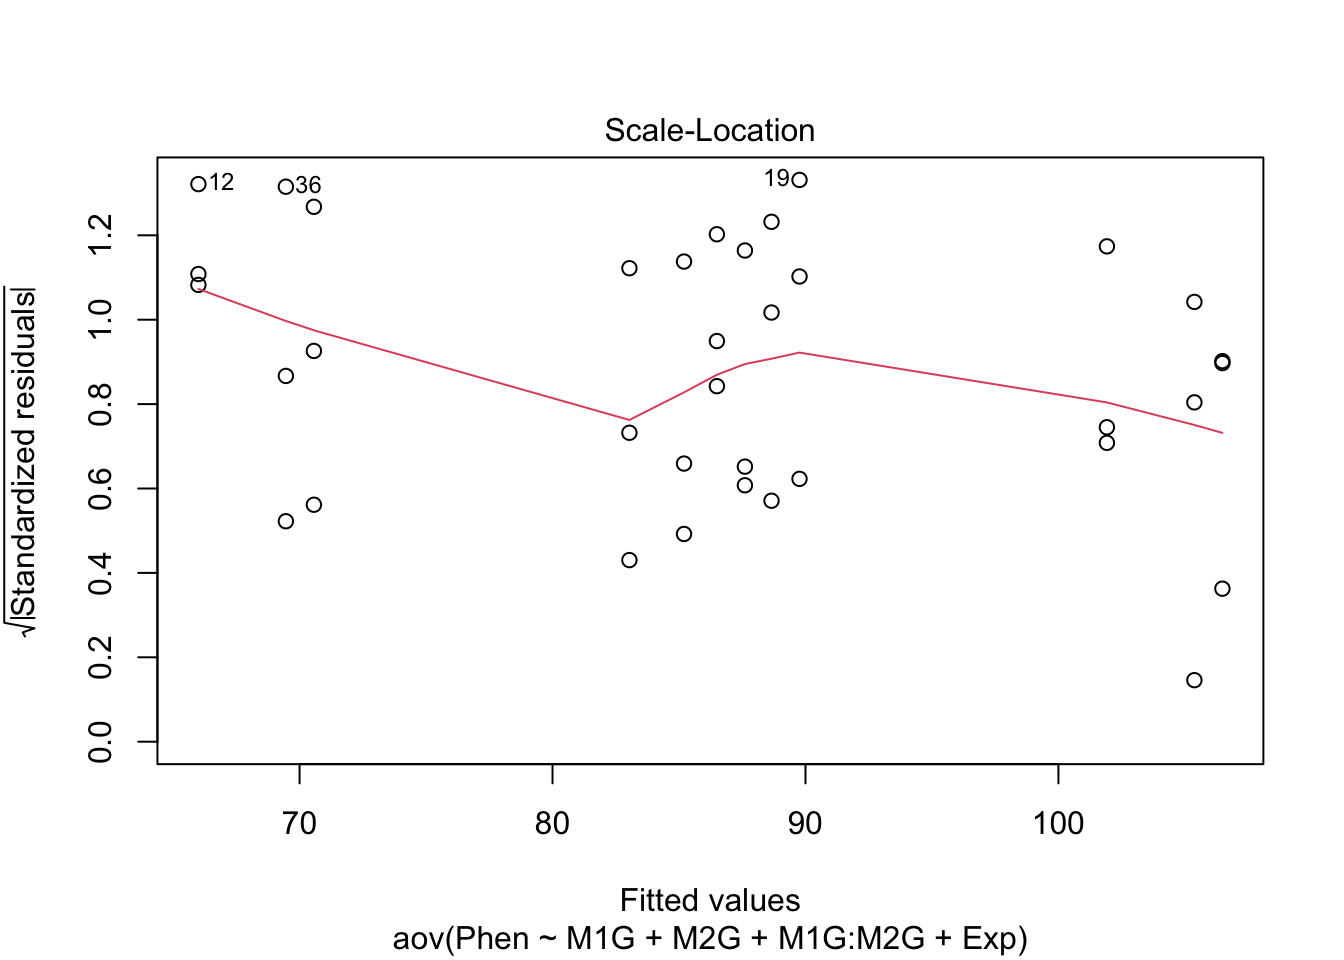 Scale-Location
12
36
19
√|Standardized residuals|
0.0 0.2 0.4 0.6 0.8 1.0 1.2
70 80 90 100
Fitted values
aov(Phen ~ M1G + M2G + M1G:M2G + Exp)